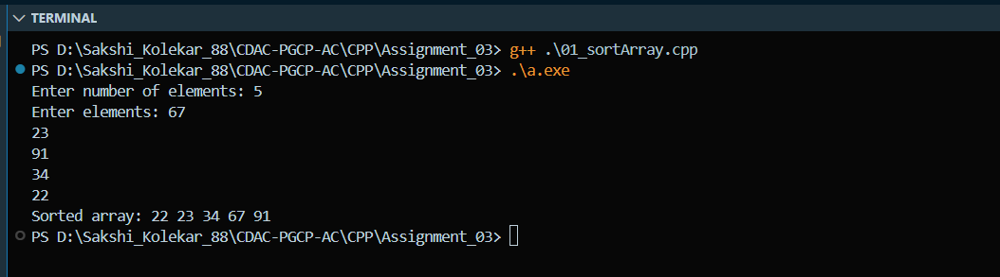 TERMINAL
PS D:\Sakshi_Kolekar_88\CDAC-PGCP-AC\CPP\Assignment_03> g++ .\01_sortArray.cpp
PS D:\Sakshi_Kolekar_88\CDAC-PGCP-AC\CPP\Assignment_03> .\a.exe
Enter number of elements: 5
Enter elements: 67
23
91
34
22
Sorted array: 22 23 34 67 91
PS D:\Sakshi_Kolekar_88\CDAC-PGCP-AC\CPP\Assignment_03>